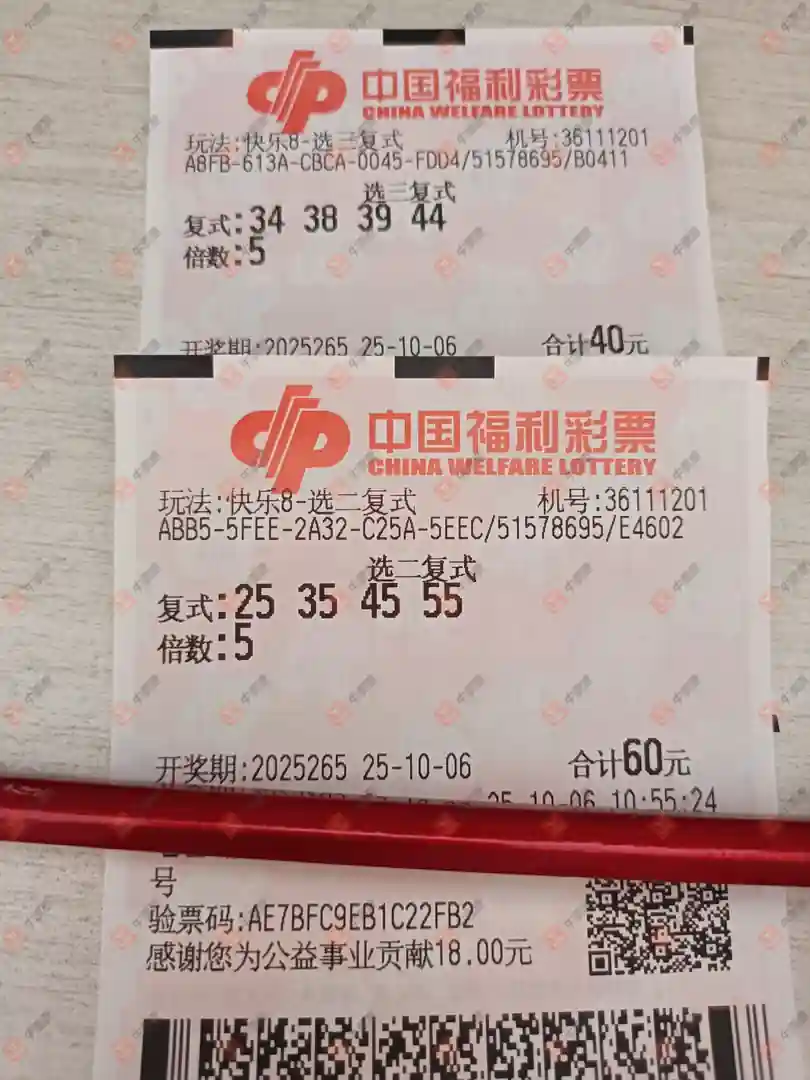 中国福利彩票
CHINA WELFARE LOTTERY
玩法:快乐8-选三复式 机号:36111201
A8FB-613A-CBCA-0045-FDD4/51578695/B0411
选三复式
复式:34 38 39 44
倍数:5
开奖期:2025265 25-10-06 合计40元
中国福利彩票
CHINA WELFARE LOTTERY
玩法:快乐8-选二复式 机号:36111201
ABB5-5FEE-2A32-C25A-5EEC/51578695/E4602
选二复式
复式:25 35 45 55
倍数:5
开奖期:2025265 25-10-06 合计60元
25-10-06 10:55:24
号
验票码:AE7BFC9EB1C22FB2
感谢您为公益事业贡献18.00元